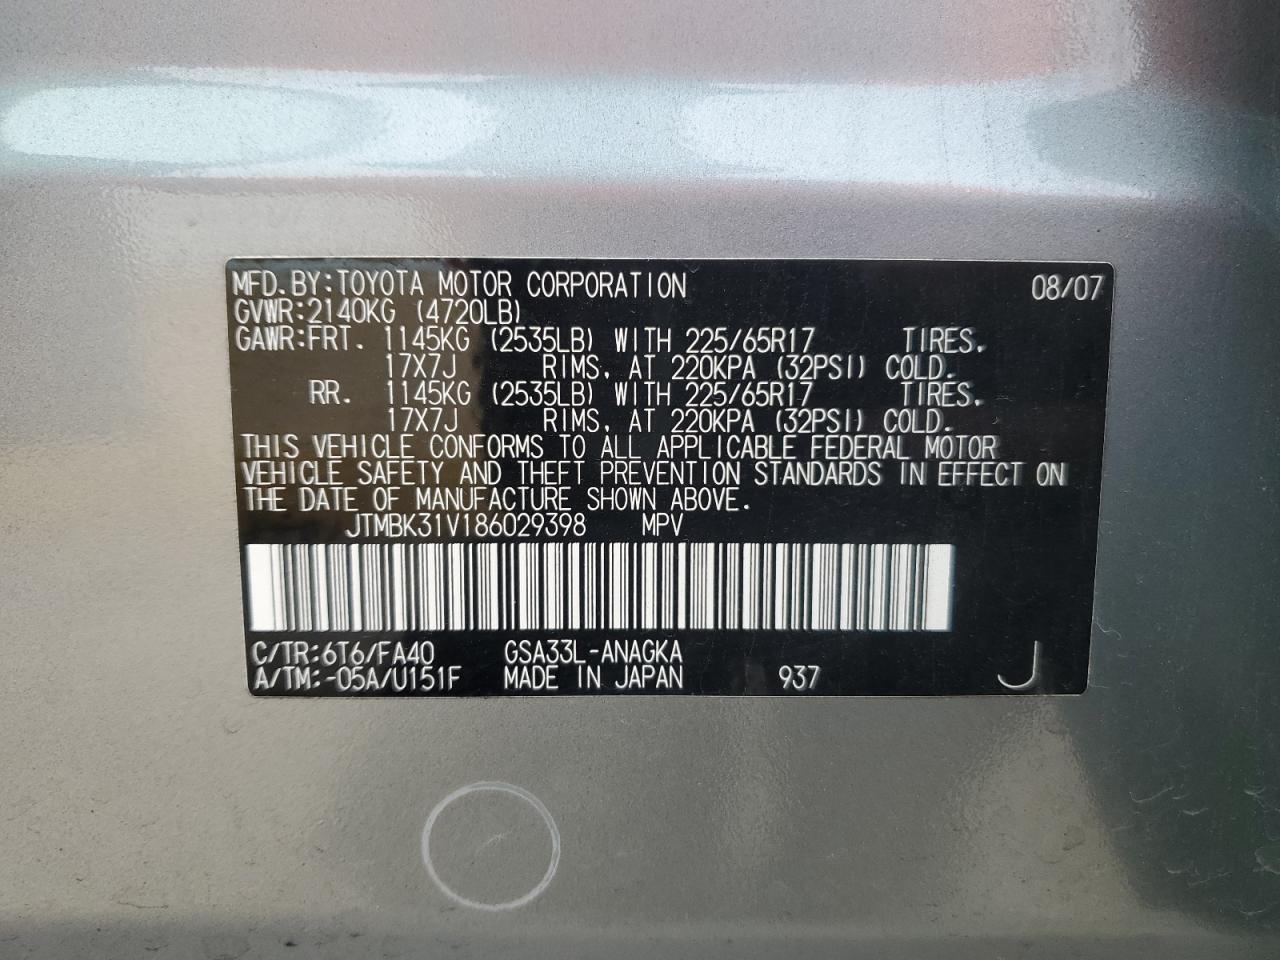 MFD.BY:TOYOTA MOTOR CORPORATION 08/07
GVWR:2140KG (4720LB)
GAWR:FRT. 1145KG (2535LB) WITH 225/65R17 TIRES,
17X7J RIMS, AT 220KPA (32PSI) COLD.
RR. 1145KG (2535LB) WITH 225/65R17 TIRES,
17X7J RIMS, AT 220KPA (32PSI) COLD.
THIS VEHICLE CONFORMS TO ALL APPLICABLE FEDERAL MOTOR
VEHICLE SAFETY AND THEFT PREVENTION STANDARDS IN EFFECT ON
THE DATE OF MANUFACTURE SHOWN ABOVE.
JTMBK31V186029398 MPV
C/TR:6T6/FA40 GSA33L-ANAGKA
A/TM:-05A/U151F MADE IN JAPAN 937 J